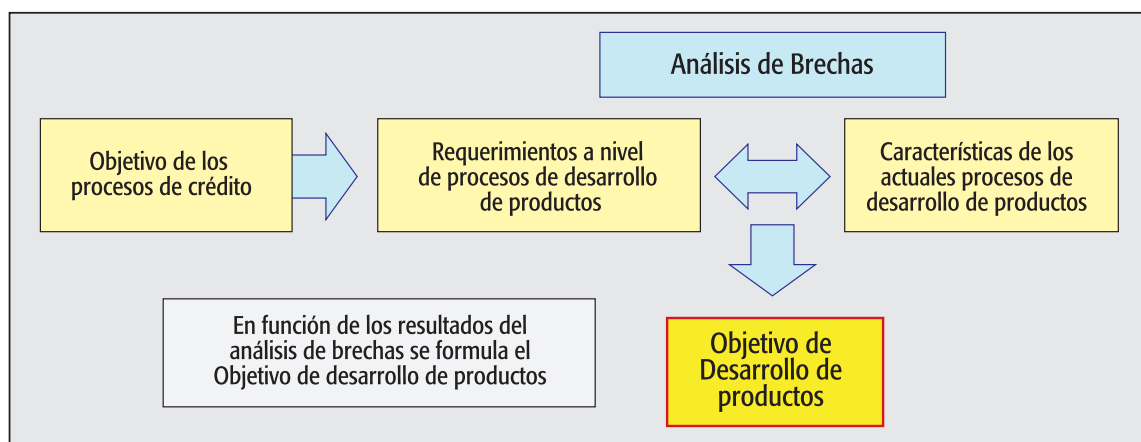 Análisis de Brechas
Objetivo de los
procesos de crédito
Requerimientos a nivel
de procesos de desarrollo
de productos
Características de los
actuales procesos de
desarrollo de productos
En función de los resultados del
análisis de brechas se formula el
Objetivo de desarrollo de productos
Objetivo de
Desarrollo de
productos